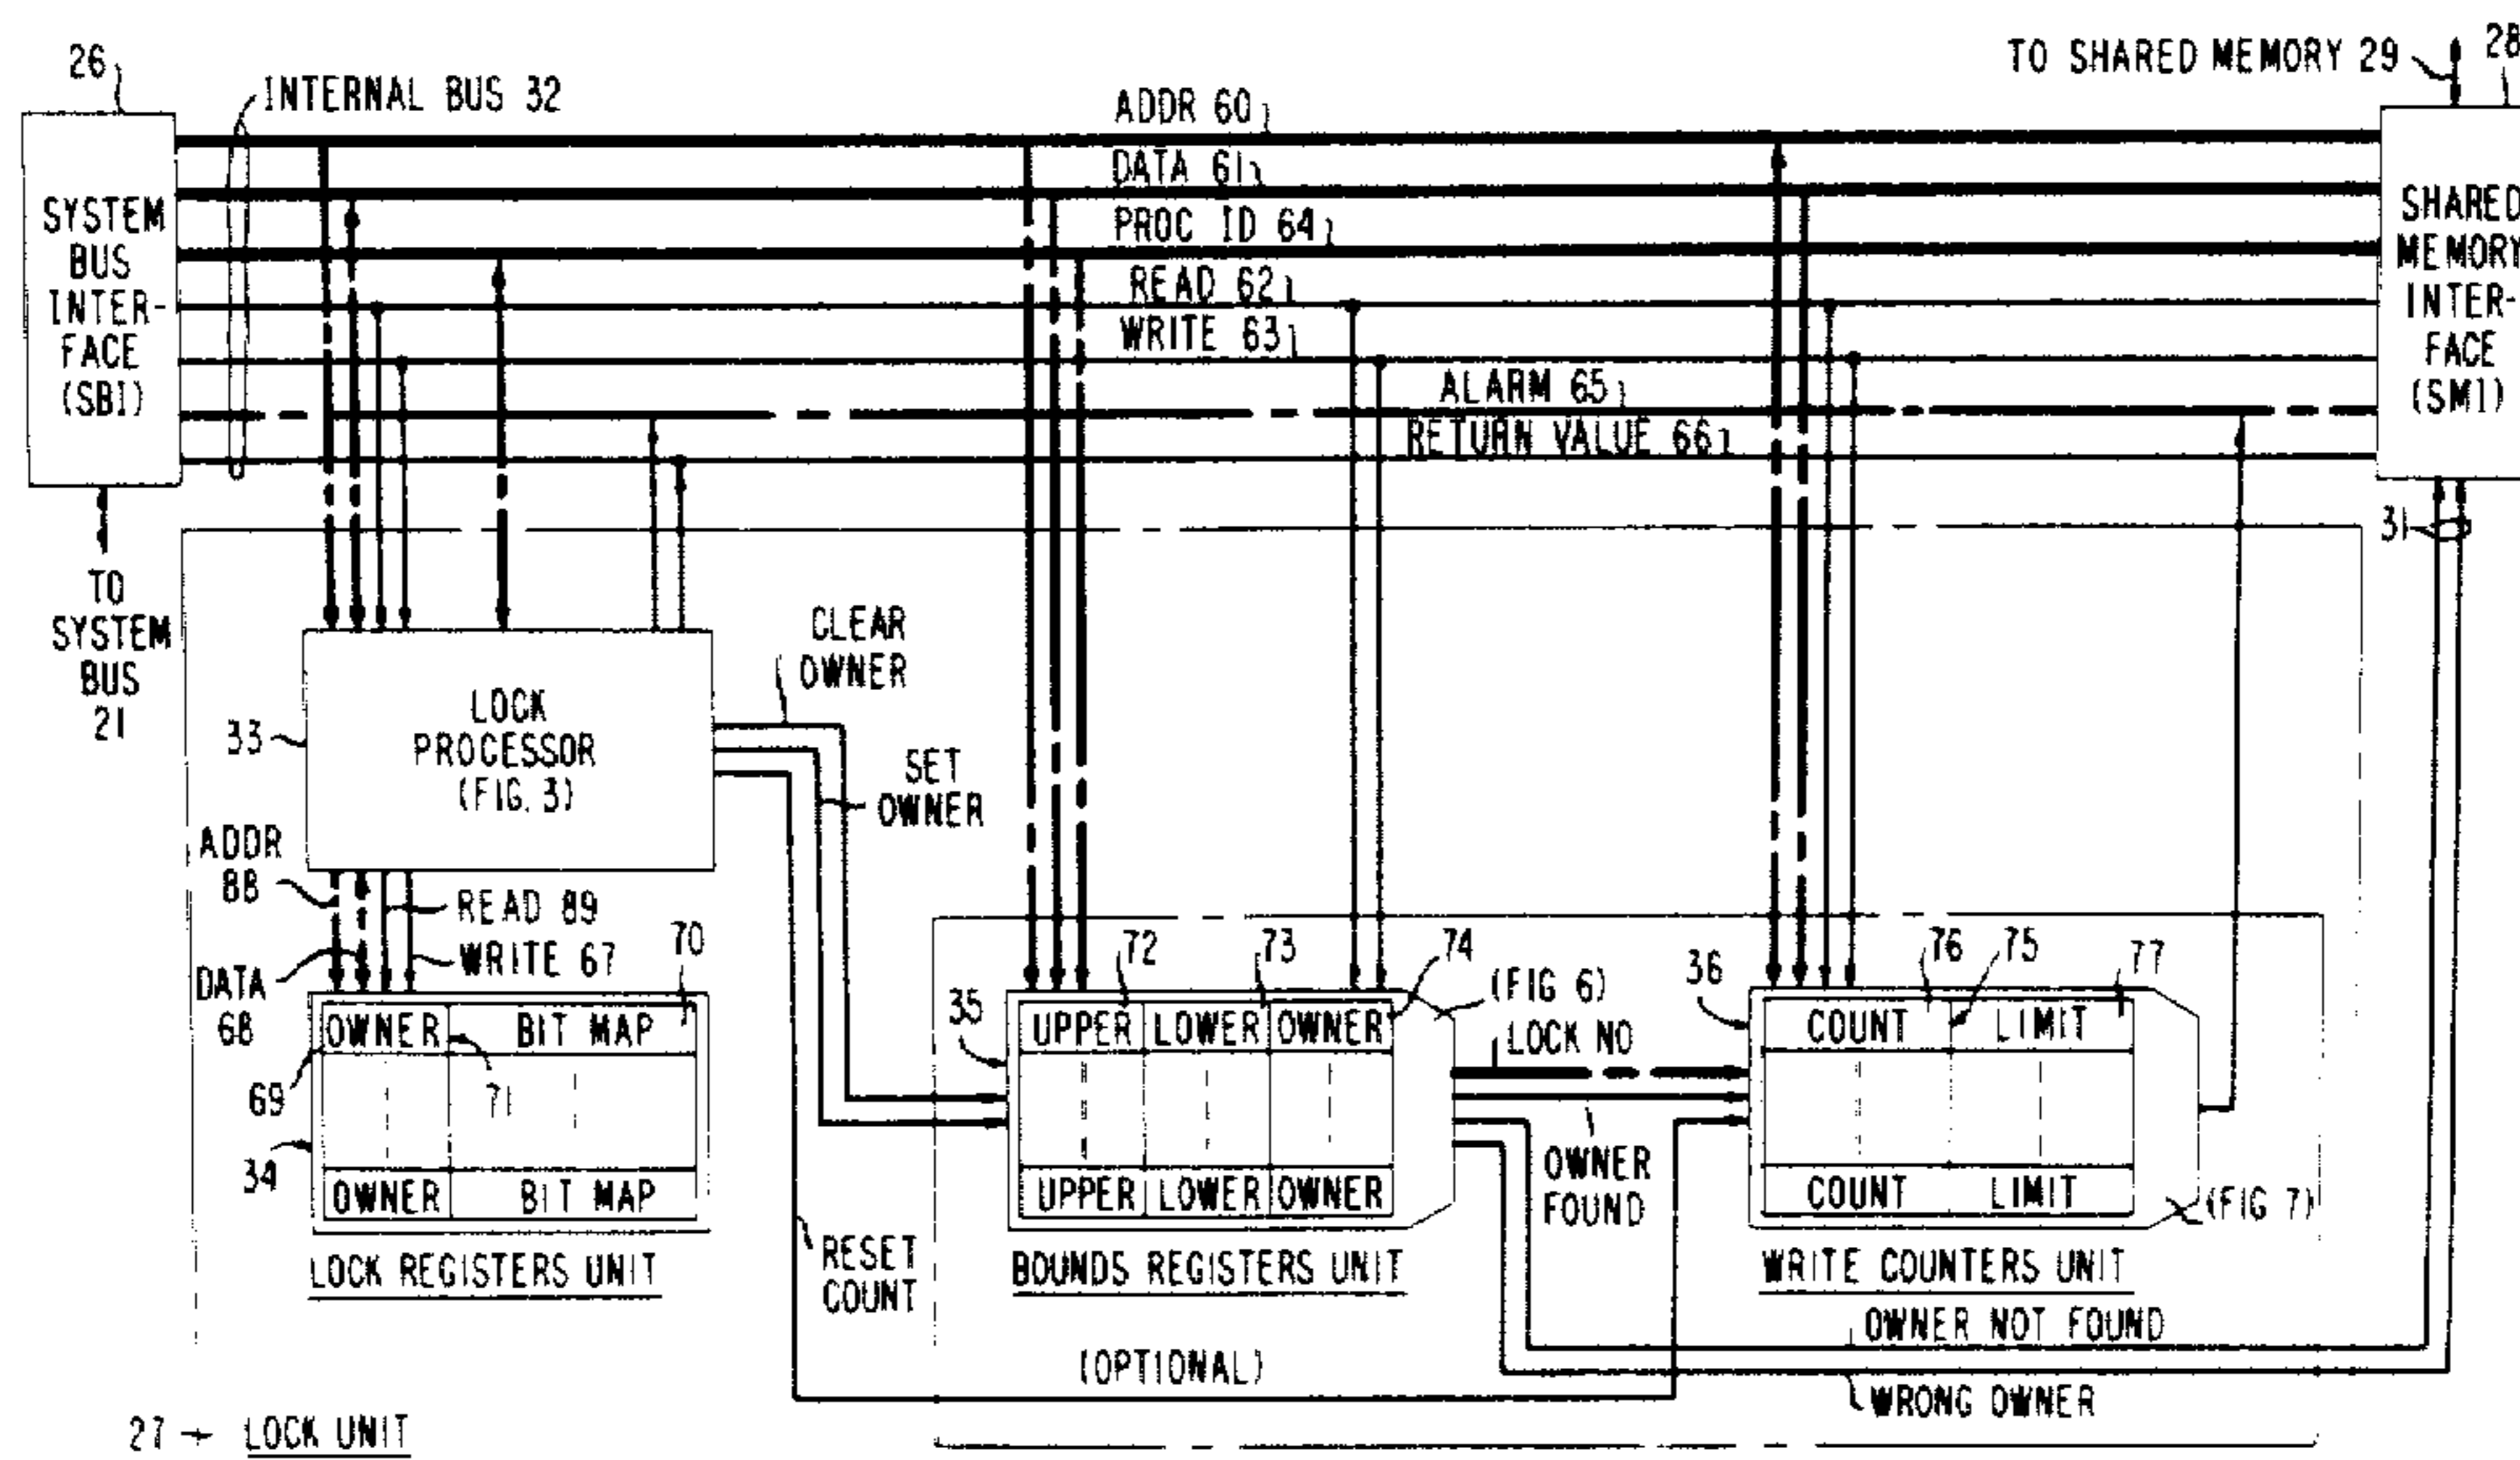 26
INTERNAL BUS 32
TO SHARED MEMORY 29
28
ADDR 60
DATA 61
PROC ID 64
READ 62
WRITE 63
ALARM 65
RETURN VALUE 66
SYSTEM
BUS
INTER-
FACE
(SBI)
SHARED
MEMORY
INTER-
FACE
(SMI)
31
TO
SYSTEM
BUS
21
CLEAR
OWNER
33
LOCK
PROCESSOR
(FIG. 3)
SET
OWNER
ADDR
88
READ 89
WRITE 67
DATA
68
70
69
OWNER
BIT MAP
71
34
OWNER
BIT MAP
LOCK REGISTERS UNIT
RESET
COUNT
72
73
74
(FIG 6)
35
UPPER
LOWER
OWNER
UPPER
LOWER
OWNER
BOUNDS REGISTERS UNIT
LOCK NO
OWNER
FOUND
36
76
75
77
COUNT
LIMIT
COUNT
LIMIT
(FIG 7)
WRITE COUNTERS UNIT
OWNER NOT FOUND
(OPTIONAL)
WRONG OWNER
27
LOCK UNIT